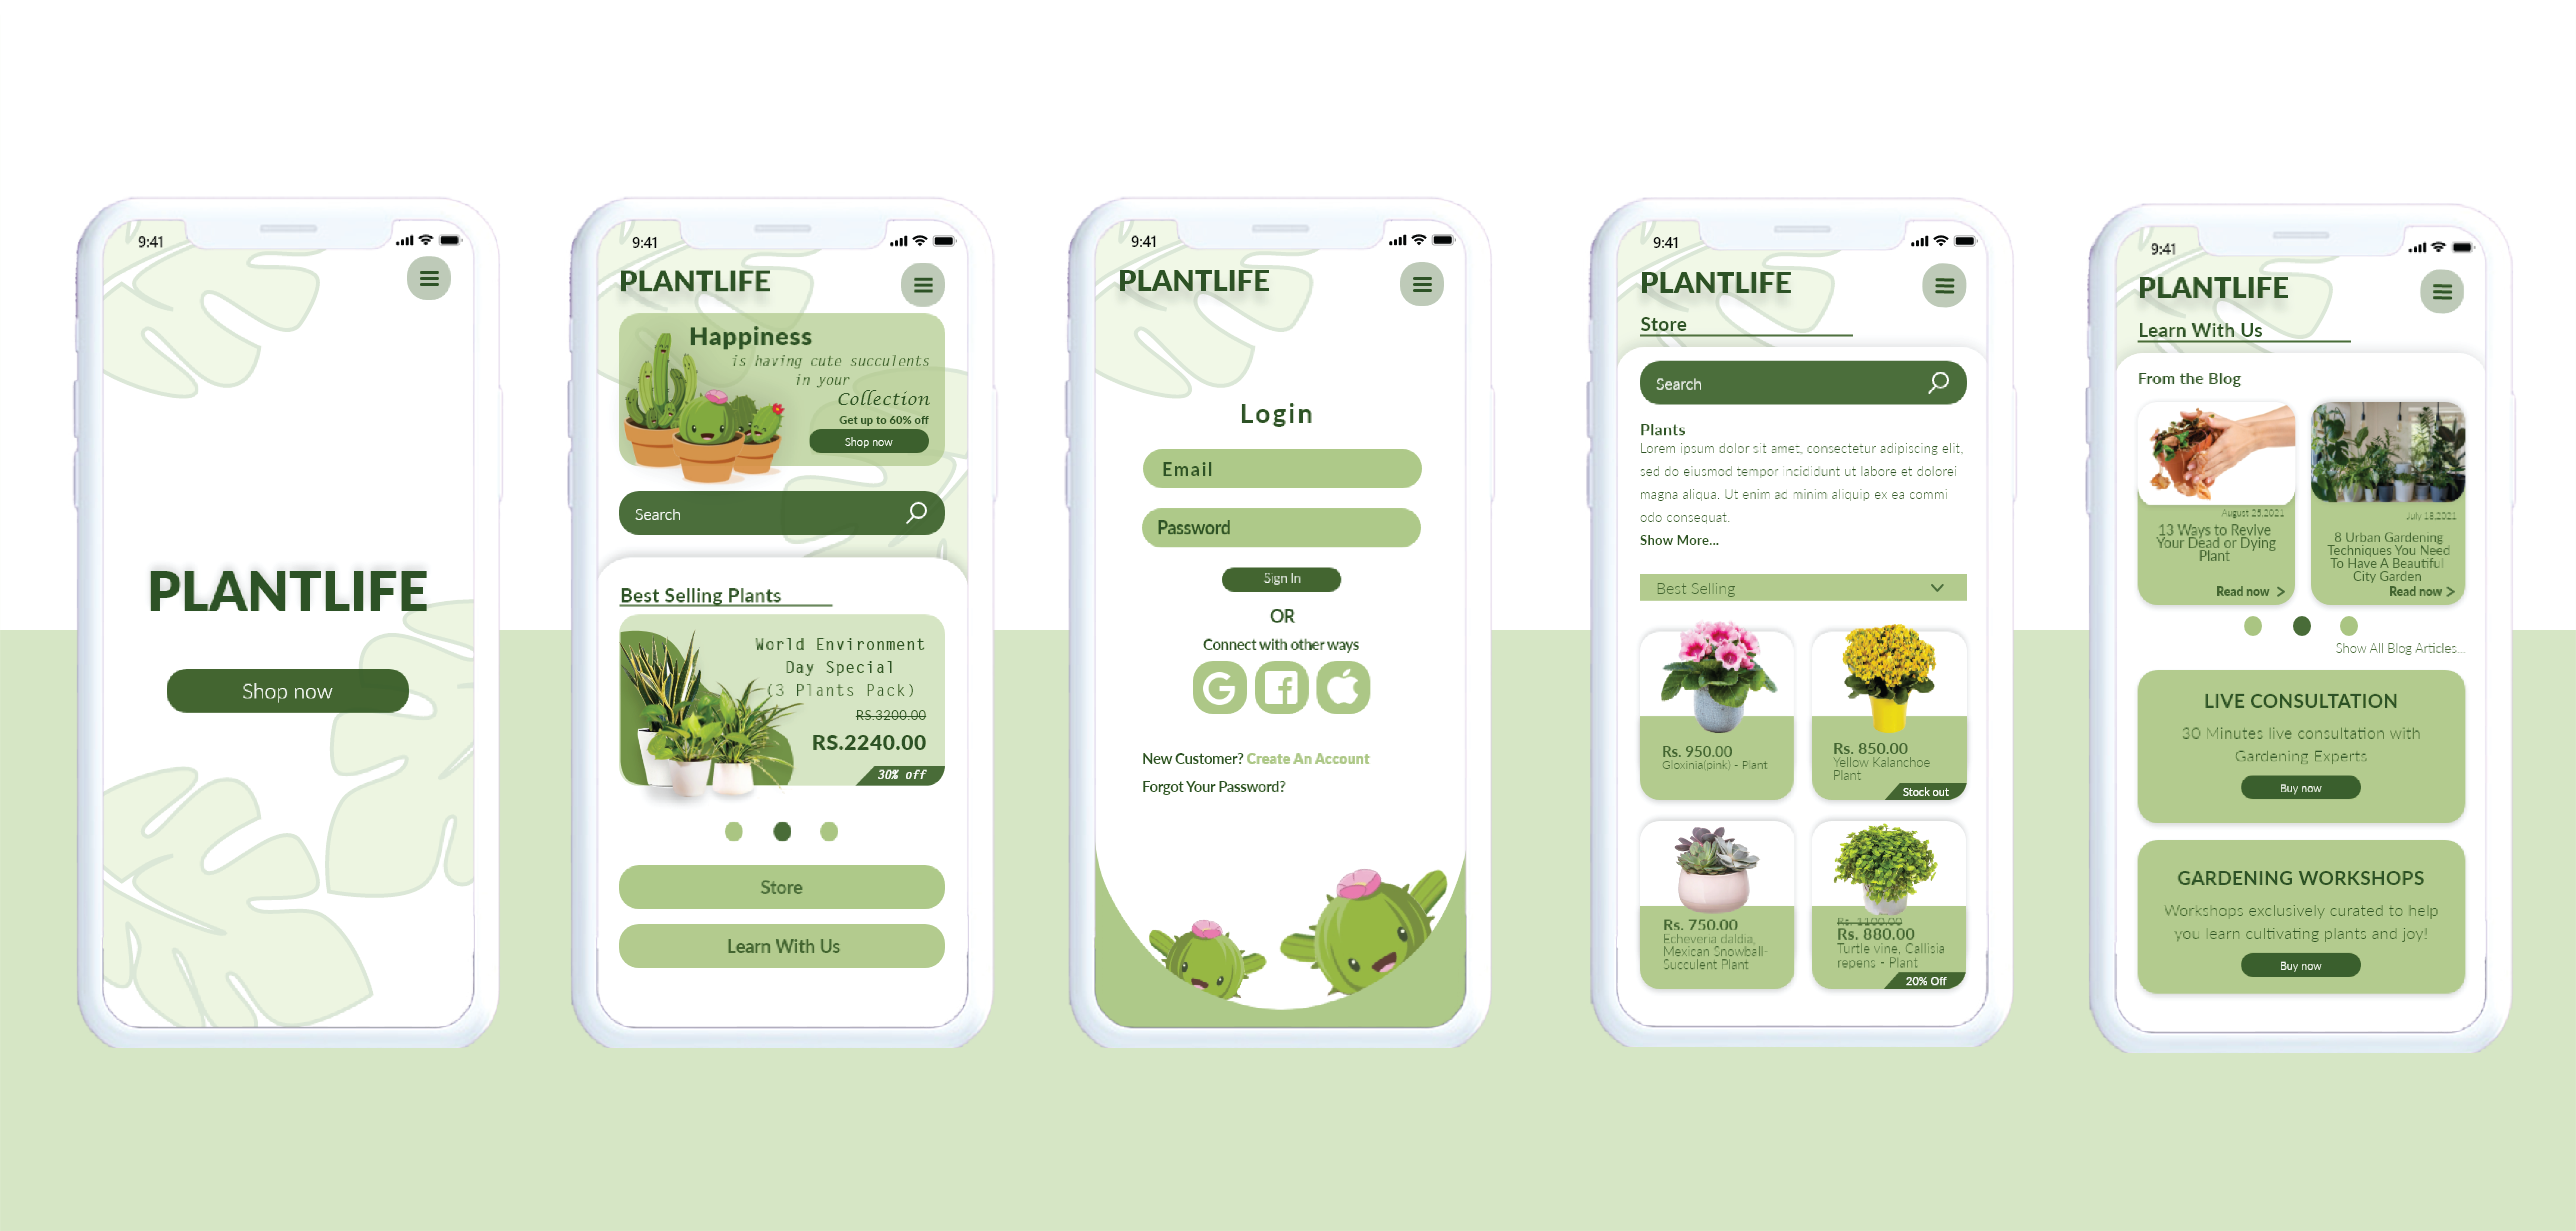 9:41
PLANTLIFE
Shop now
9:41
PLANTLIFE
Happiness
is having cute succulents
in your
Collection
Get up to 60% off
Shop now
Search
Best Selling Plants
World Environment
Day Special
(3 Plants Pack)
RS.3200.00
RS.2240.00
30% off
Store
Learn With Us
9:41
PLANTLIFE
Login
Email
Password
Sign In
OR
Connect with other ways
New Customer? Create An Account
Forgot Your Password?
9:41
PLANTLIFE
Store
Search
Plants
Lorem ipsum dolor sit amet, consectetur adipiscing elit,
sed do eiusmod tempor incididunt ut labore et dolorei
magna aliqua. Ut enim ad minim aliquip ex ea commi
odo consequat.
Show More...
Best Selling
Rs. 950.00
Gloxinia(pink) - Plant
Rs. 850.00
Yellow Kalanchoe
Plant
Stock out
Rs. 750.00
Echeveria daldia,
Mexican Snowball-
Succulent Plant
Rs. 1100.00
Rs. 880.00
Turtle vine, Callisia
repens - Plant
20% Off
9:41
PLANTLIFE
Learn With Us
From the Blog
August 25,2021
13 Ways to Revive
Your Dead or Dying
Plant
Read now >
July 18,2021
8 Urban Gardening
Techniques You Need
To Have A Beautiful
City Garden
Read now >
Show All Blog Articles...
LIVE CONSULTATION
30 Minutes live consultation with
Gardening Experts
Buy now
GARDENING WORKSHOPS
Workshops exclusively curated to help
you learn cultivating plants and joy!
Buy now